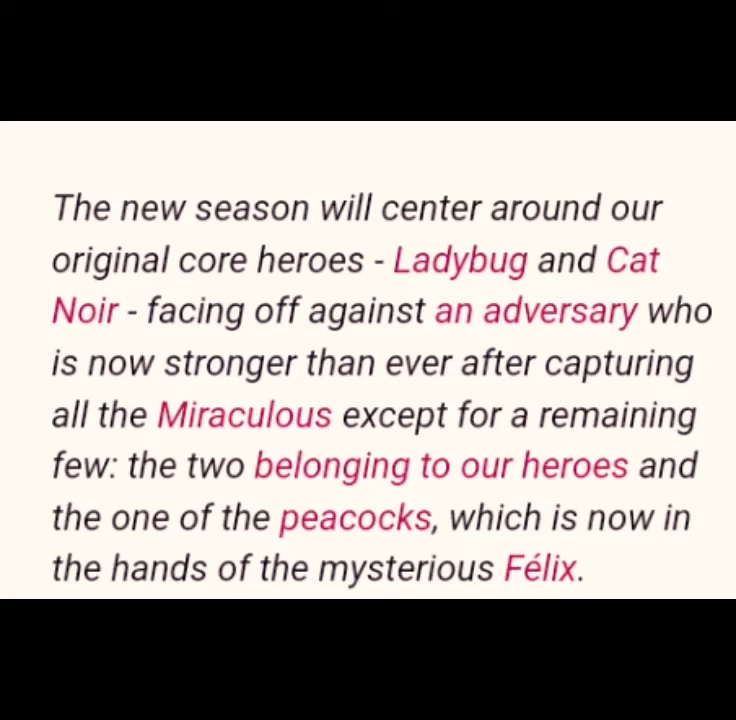 The new season will center around our
original core heroes - Ladybug and Cat
Noir - facing off against an adversary who
is now stronger than ever after capturing
all the Miraculous except for a remaining
few: the two belonging to our heroes and
the one of the peacocks, which is now in
the hands of the mysterious Félix.